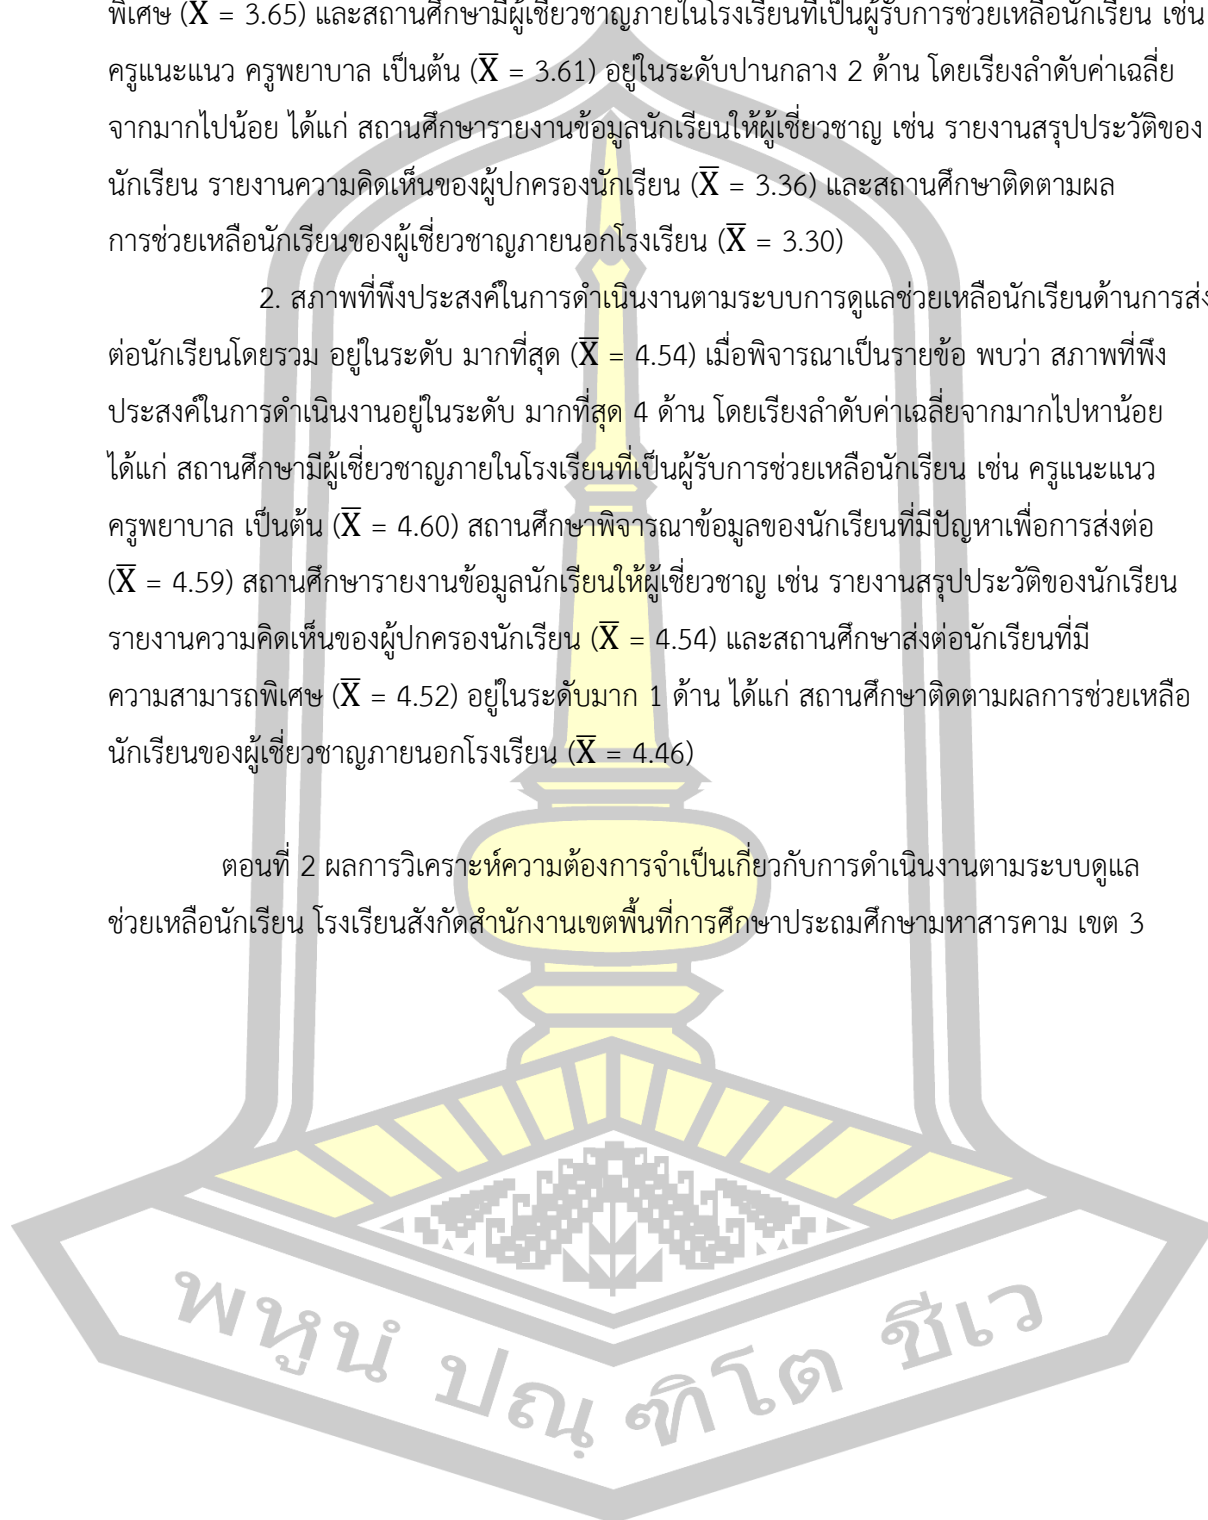 พิเศษ (X̅ = 3.65) และสถานศึกษามีผู้เชี่ยวชาญภายในโรงเรียนที่เป็นผู้รับการช่วยเหลือนักเรียน เช่น
ครูแนะแนว ครูพยาบาล เป็นต้น (X̅ = 3.61) อยู่ในระดับปานกลาง 2 ด้าน โดยเรียงลำดับค่าเฉลี่ย
จากมากไปน้อย ได้แก่ สถานศึกษารายงานข้อมูลนักเรียนให้ผู้เชี่ยวชาญ เช่น รายงานสรุปประวัติของ
นักเรียน รายงานความคิดเห็นของผู้ปกครองนักเรียน (X̅ = 3.36) และสถานศึกษาติดตามผล
การช่วยเหลือนักเรียนของผู้เชี่ยวชาญภายนอกโรงเรียน (X̅ = 3.30)
2. สภาพที่พึงประสงค์ในการดำเนินงานตามระบบการดูแลช่วยเหลือนักเรียนด้านการส่ง
ต่อนักเรียนโดยรวม อยู่ในระดับ มากที่สุด (X̅ = 4.54) เมื่อพิจารณาเป็นรายข้อ พบว่า สภาพที่พึง
ประสงค์ในการดำเนินงานอยู่ในระดับ มากที่สุด 4 ด้าน โดยเรียงลำดับค่าเฉลี่ยจากมากไปหาน้อย
ได้แก่ สถานศึกษามีผู้เชี่ยวชาญภายในโรงเรียนที่เป็นผู้รับการช่วยเหลือนักเรียน เช่น ครูแนะแนว
ครูพยาบาล เป็นต้น (X̅ = 4.60) สถานศึกษาพิจารณาข้อมูลของนักเรียนที่มีปัญหาเพื่อการส่งต่อ
(X̅ = 4.59) สถานศึกษารายงานข้อมูลนักเรียนให้ผู้เชี่ยวชาญ เช่น รายงานสรุปประวัติของนักเรียน
รายงานความคิดเห็นของผู้ปกครองนักเรียน (X̅ = 4.54) และสถานศึกษาส่งต่อนักเรียนที่มี
ความสามารถพิเศษ (X̅ = 4.52) อยู่ในระดับมาก 1 ด้าน ได้แก่ สถานศึกษาติดตามผลการช่วยเหลือ
นักเรียนของผู้เชี่ยวชาญภายนอกโรงเรียน (X̅ = 4.46)
ตอนที่ 2 ผลการวิเคราะห์ความต้องการจำเป็นเกี่ยวกับการดำเนินงานตามระบบดูแล
ช่วยเหลือนักเรียน โรงเรียนสังกัดสำนักงานเขตพื้นที่การศึกษาประถมศึกษามหาสารคาม เขต 3
พหูนํ ปณฺฑิโต ชีเว